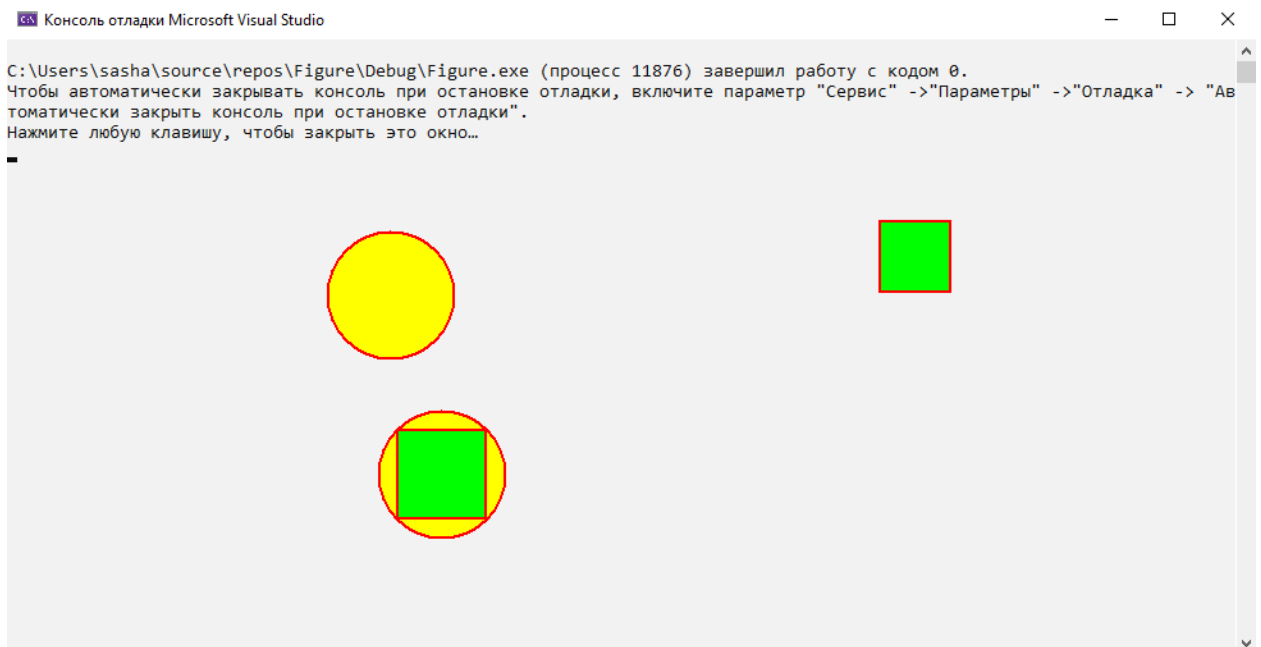 Консоль отладки Microsoft Visual Studio
C:\Users\sasha\source\repos\Figure\Debug\Figure.exe (процесс 11876) завершил работу с кодом 0.
Чтобы автоматически закрывать консоль при остановке отладки, включите параметр "Сервис" ->"Параметры" ->"Отладка" -> "Ав
томатически закрыть консоль при остановке отладки".
Нажмите любую клавишу, чтобы закрыть это окно…